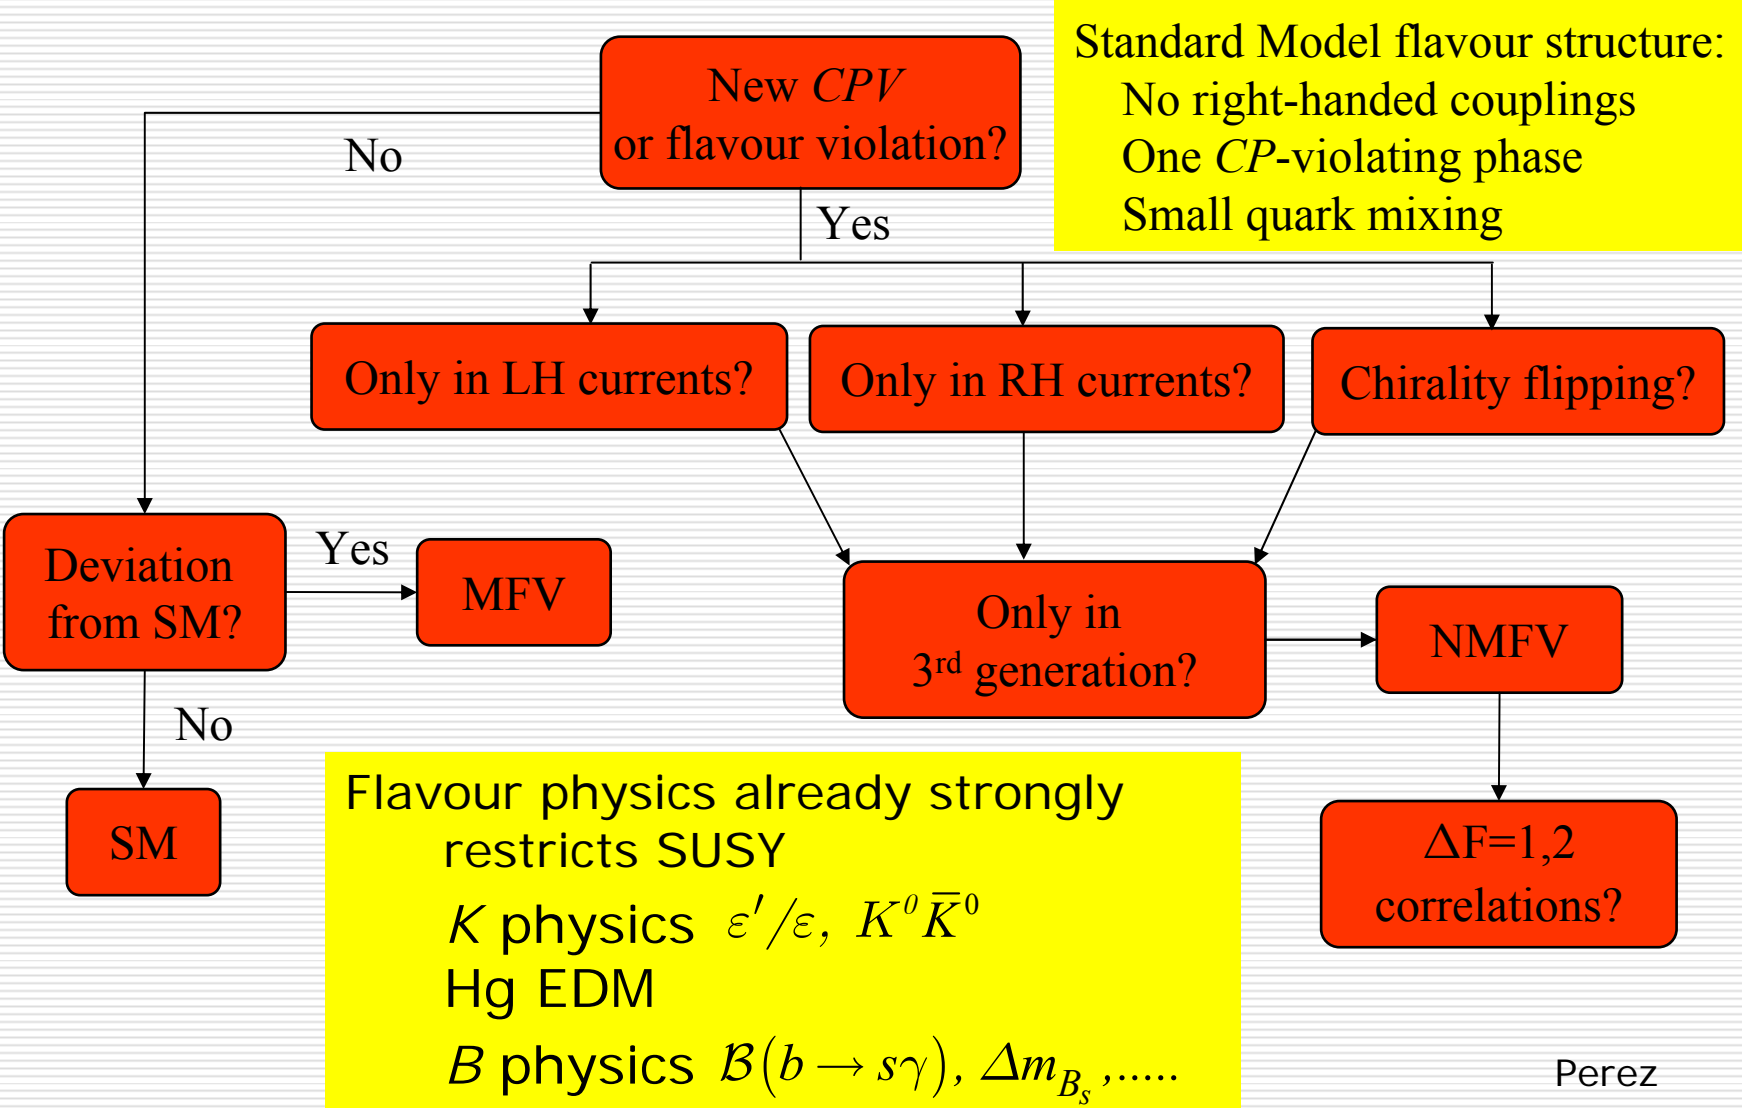 Standard Model flavour structure:
No right-handed couplings
One CP-violating phase
Small quark mixing
New CPV
or flavour violation?
No
Yes
Only in LH currents?
Only in RH currents?
Chirality flipping?
Deviation
from SM?
Yes
MFV
Only in
3rd generation?
NMFV
No
SM
ΔF=1,2
correlations?
Flavour physics already strongly
restricts SUSY
K physics ε′/ε, K⁰K̅⁰
Hg EDM
B physics ℬ(b → sγ), Δm_{B_s},.....
Perez